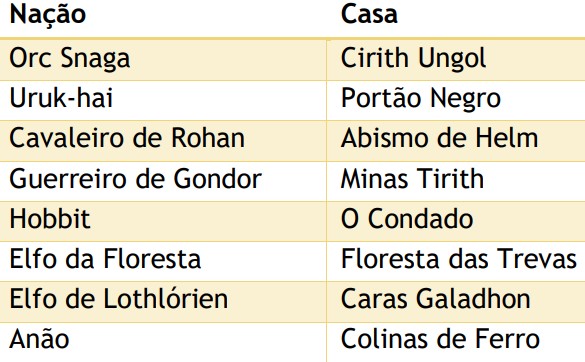 Nação Casa
Orc Snaga Cirith Ungol
Uruk-hai Portão Negro
Cavaleiro de Rohan Abismo de Helm
Guerreiro de Gondor Minas Tirith
Hobbit O Condado
Elfo da Floresta Floresta das Trevas
Elfo de Lothlórien Caras Galadhon
Anão Colinas de Ferro